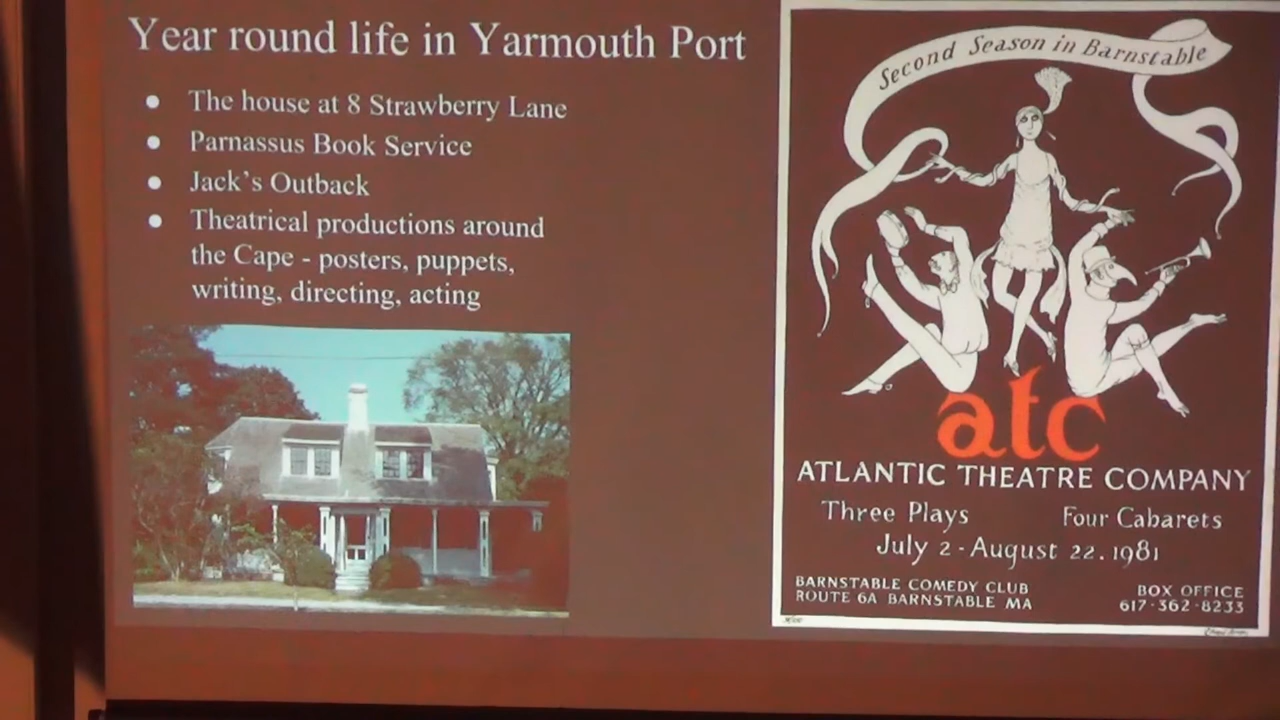 Year round life in Yarmouth Port
The house at 8 Strawberry Lane
Parnassus Book Service
Jack's Outback
Theatrical productions around
the Cape - posters, puppets,
writing, directing, acting
Second Season in Barnstable
atc
ATLANTIC THEATRE COMPANY
Three Plays Four Cabarets
July 2 - August 22. 1981
BARNSTABLE COMEDY CLUB
ROUTE 6A BARNSTABLE MA
BOX OFFICE
617·362·8233